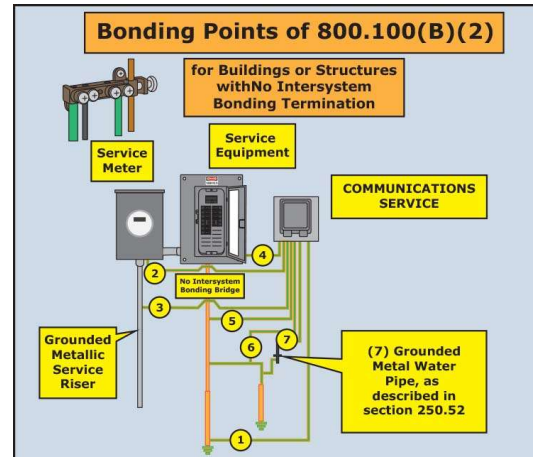 Bonding Points of 800.100(B)(2)
for Buildings or Structures
withNo Intersystem
Bonding Termination
Service
Meter
Service
Equipment
COMMUNICATIONS
SERVICE
4
2
No Intersystem
Bonding Bridge
3
5
6
7
Grounded
Metallic
Service
Riser
(7) Grounded
Metal Water
Pipe, as
described in
section 250.52
1